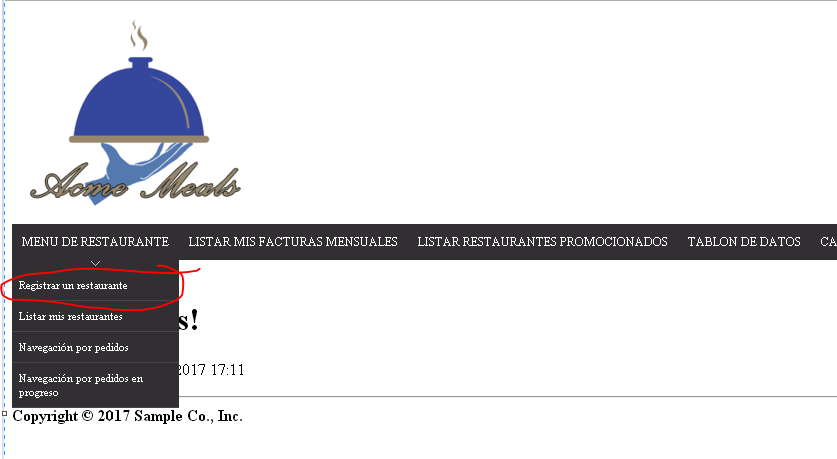 Acme Meals
MENU DE RESTAURANTE LISTAR MIS FACTURAS MENSUALES LISTAR RESTAURANTES PROMOCIONADOS TABLON DE DATOS CA
Registrar un restaurante
Listar mis restaurantes
s!
Navegación por pedidos
2017 17:11
Navegación por pedidos en
progreso
Copyright © 2017 Sample Co., Inc.